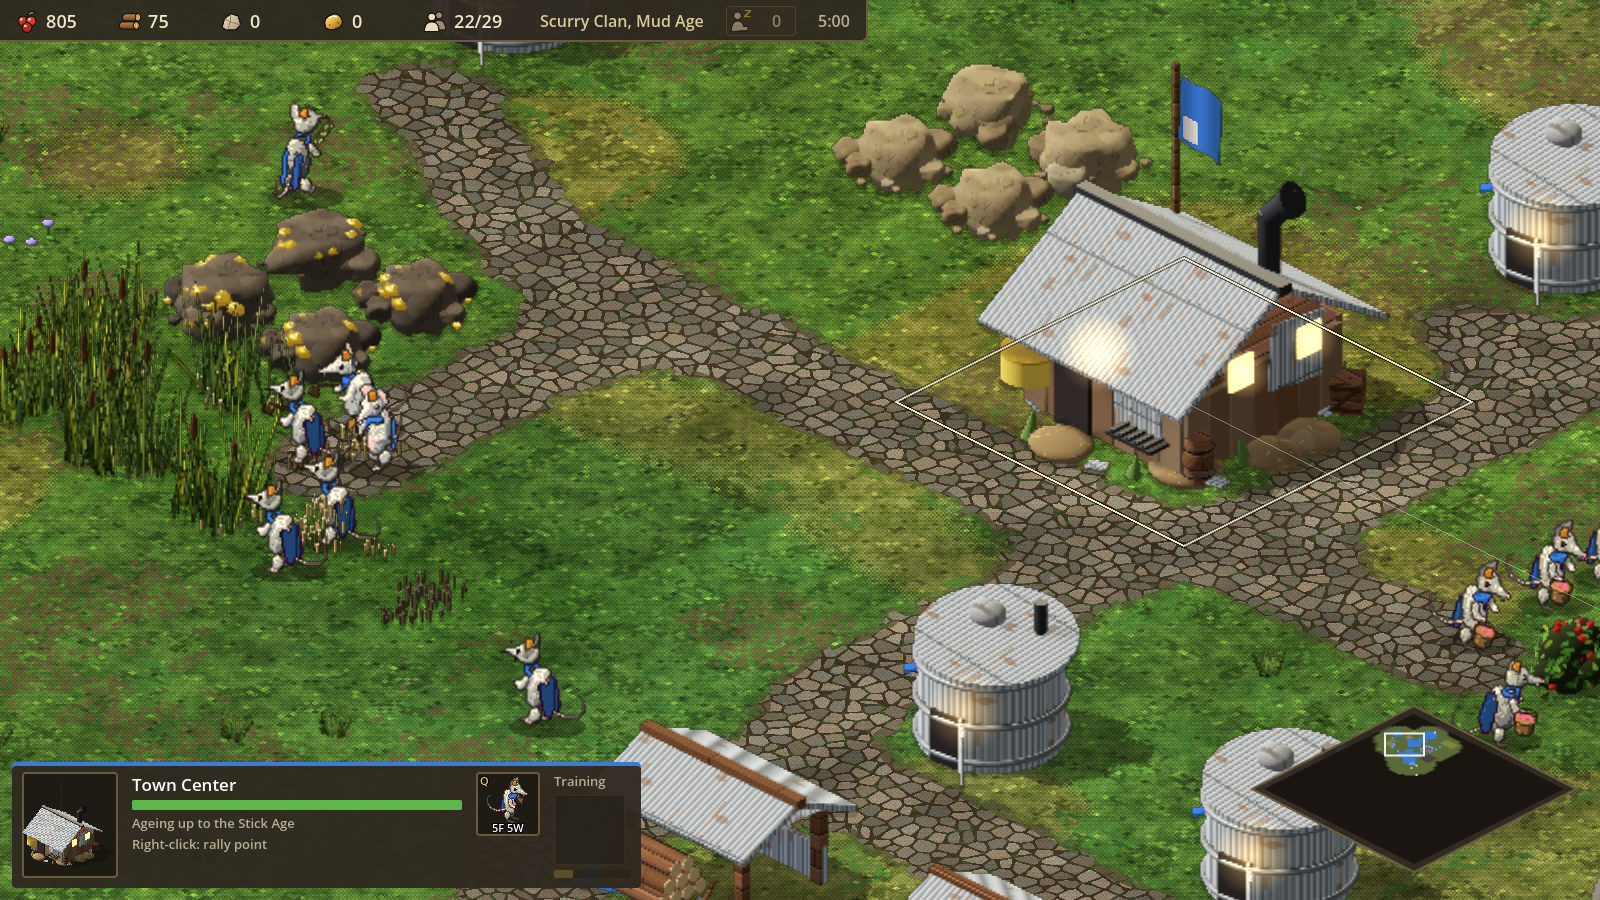 805 75 0 0 22/29 Scurry Clan, Mud Age z 0 5:00
Town Center
Ageing up to the Stick Age
Right-click: rally point
Q
5F 5W
Training